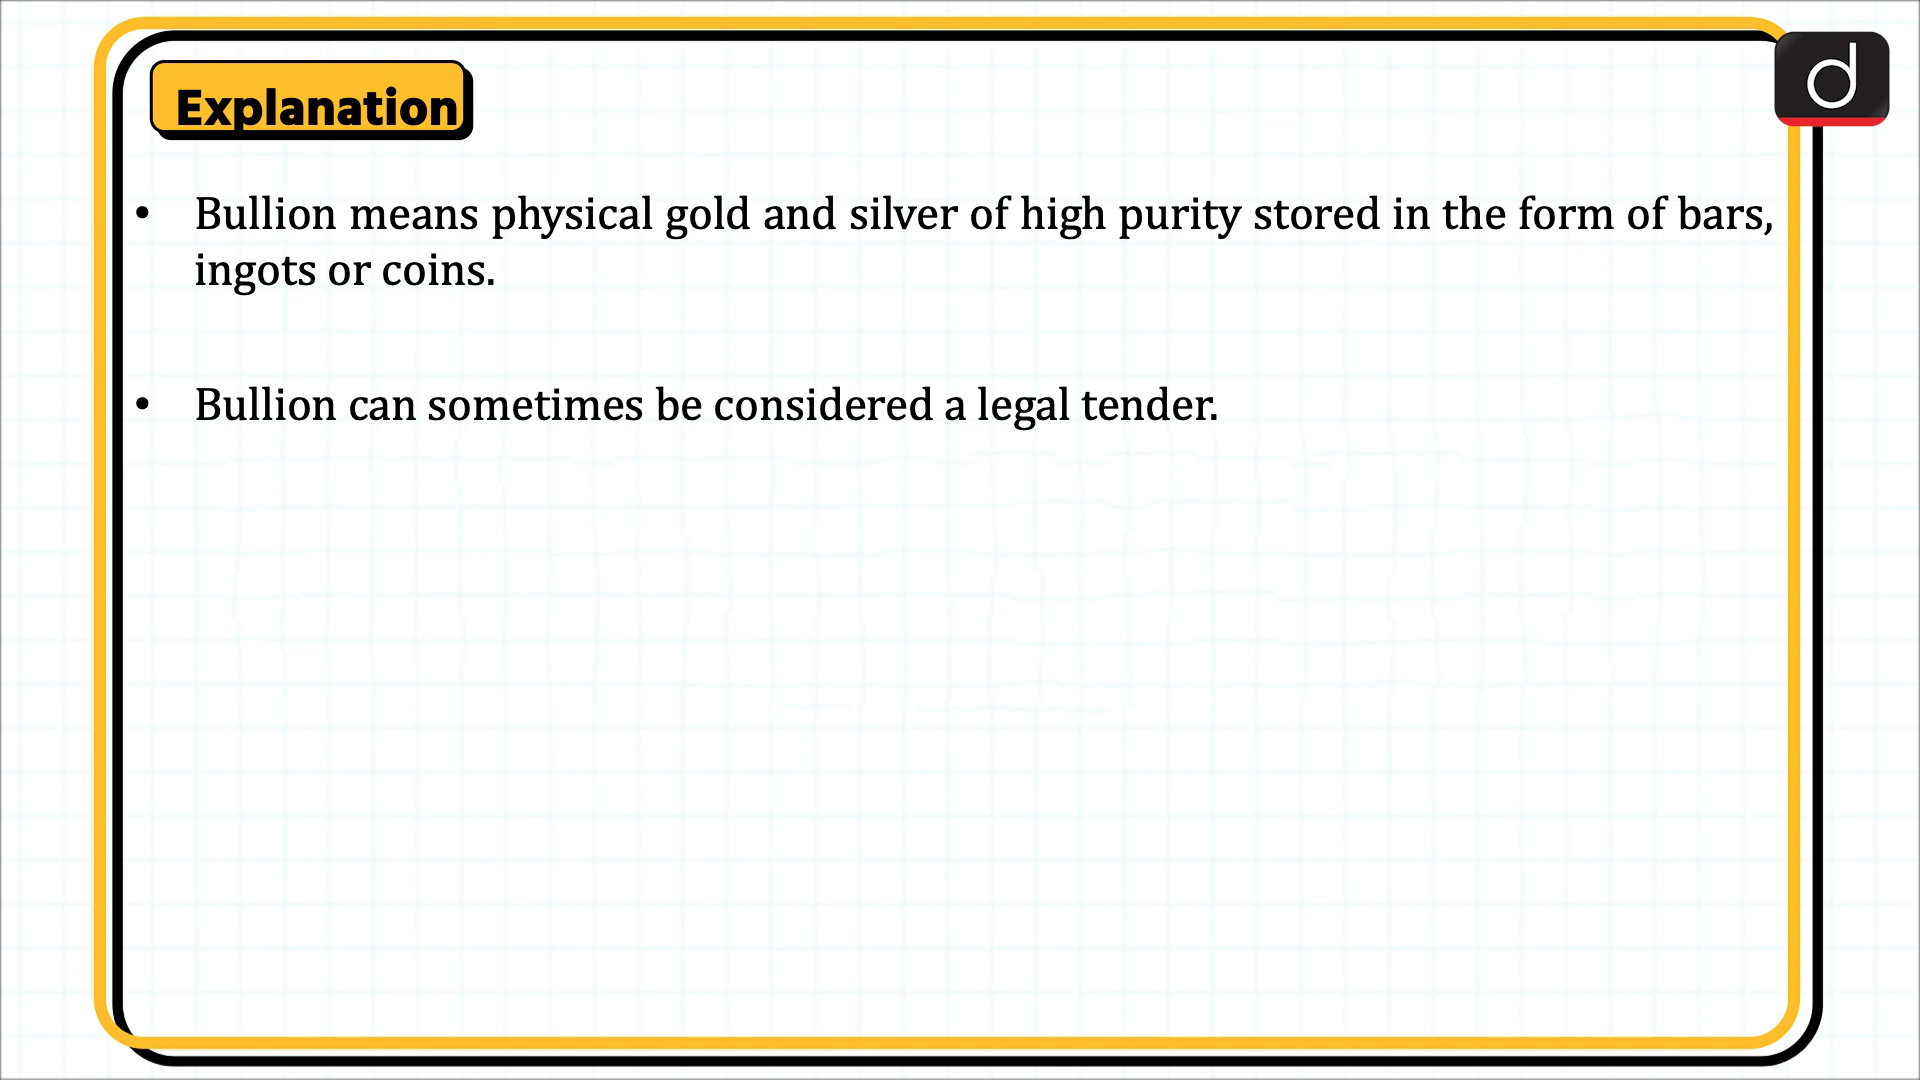 Explanation
d
• Bullion means physical gold and silver of high purity stored in the form of bars,
ingots or coins.
• Bullion can sometimes be considered a legal tender.